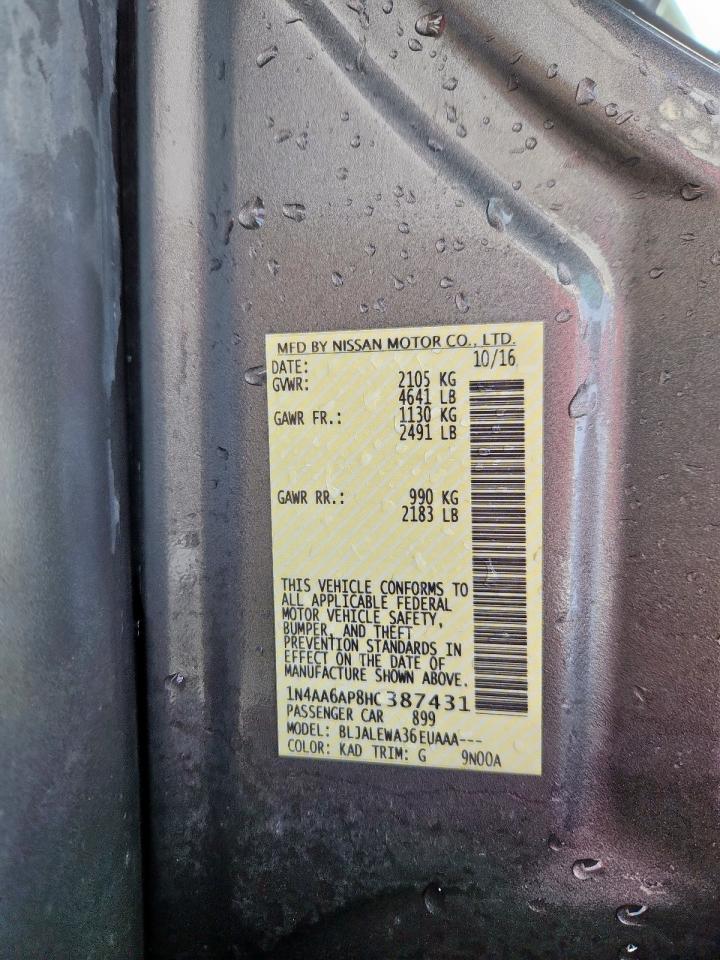 MFD BY NISSAN MOTOR CO., LTD.
DATE: 10/16
GVWR: 2105 KG
4641 LB
GAWR FR.: 1130 KG
2491 LB
GAWR RR.: 990 KG
2183 LB
THIS VEHICLE CONFORMS TO
ALL APPLICABLE FEDERAL
MOTOR VEHICLE SAFETY,
BUMPER, AND THEFT
PREVENTION STANDARDS IN
EFFECT ON THE DATE OF
MANUFACTURE SHOWN ABOVE.
1N4AA6AP8HC387431
PASSENGER CAR 899
MODEL: BLJALEWA36EUAAA---
COLOR: KAD TRIM: G 9N00A